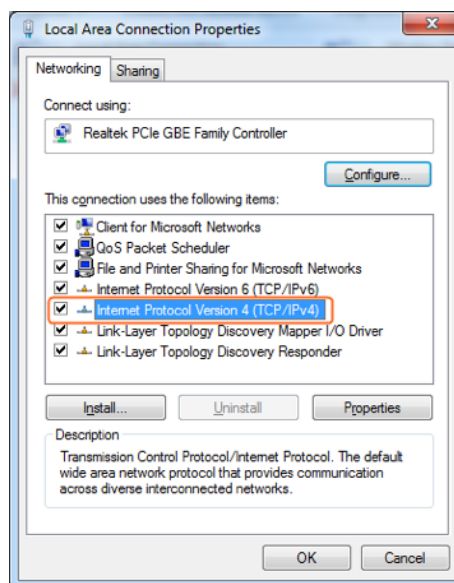 Local Area Connection Properties
Networking
Sharing
Connect using:
Realtek PCIe GBE Family Controller
Configure...
This connection uses the following items:
Client for Microsoft Networks
QoS Packet Scheduler
File and Printer Sharing for Microsoft Networks
Internet Protocol Version 6 (TCP/IPv6)
Internet Protocol Version 4 (TCP/IPv4)
Link-Layer Topology Discovery Mapper I/O Driver
Link-Layer Topology Discovery Responder
Install...
Uninstall
Properties
Description
Transmission Control Protocol/Internet Protocol. The default
wide area network protocol that provides communication
across diverse interconnected networks.
OK
Cancel